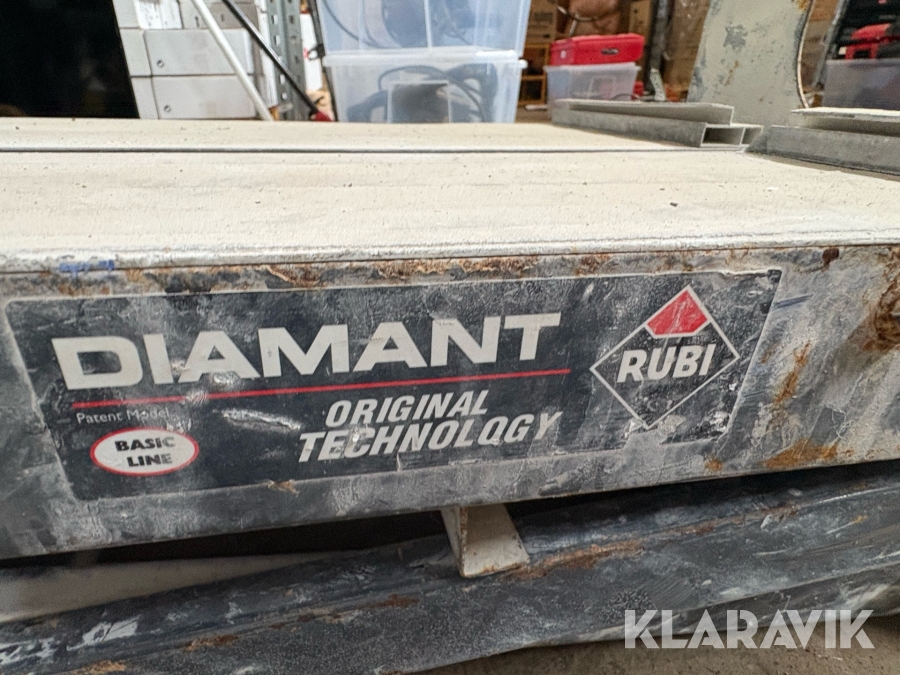 DIAMANT
RUBI
Patent Model
ORIGINAL
TECHNOLOGY
BASIC
LINE
KLARAVIK